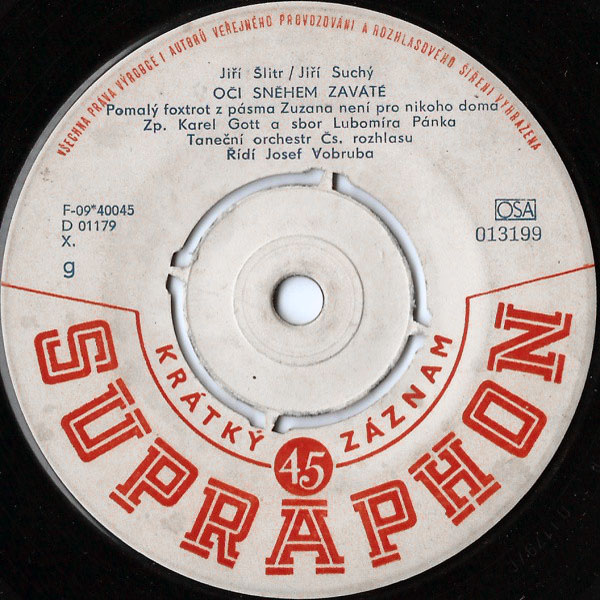 VŠECHNA PRÁVA VÝROBCE I AUTORŮ VEŘEJNÉHO PROVOZOVÁNÍ A ROZHLASOVÉHO ŠÍŘENÍ VYHRAZENA
Jiří Šlitr / Jiří Suchý
OČI SNĚHEM ZAVÁTÉ
Pomalý foxtrot z pásma Zuzana není pro nikoho doma
Zp. Karel Gott a sbor Lubomíra Pánka
Taneční orchestr Čs. rozhlasu
Řídí Josef Vobruba
F-09*40045
D 01179
X.
g
OSA
013199
KRÁTKÝ ZÁZNAM
45
SUPRAPHON